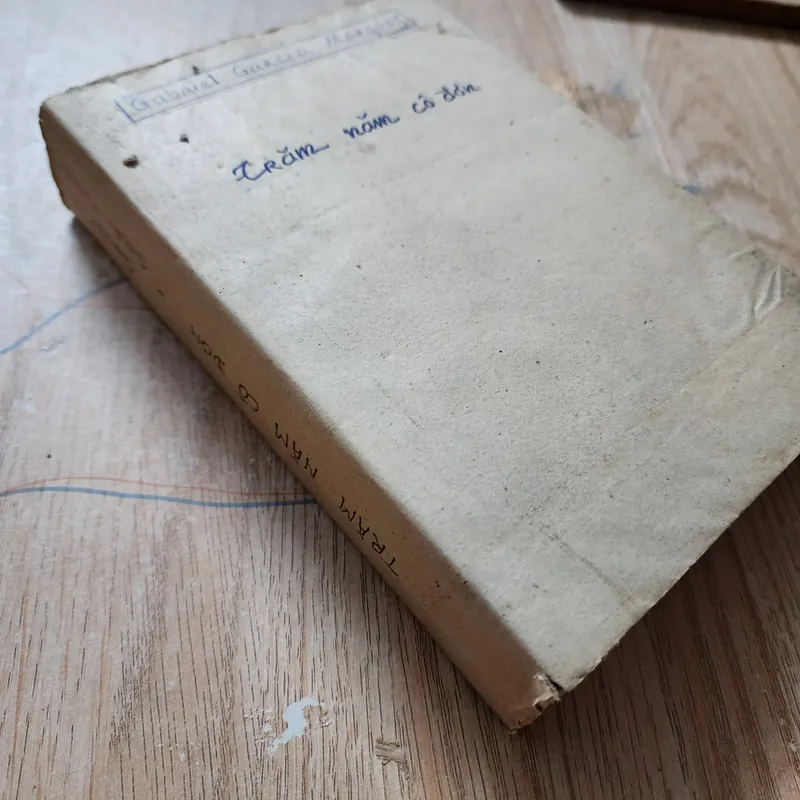 Gabriel Garcia Marquez
Trăm năm cô đơn
TRĂM NĂM CÔ ĐƠN